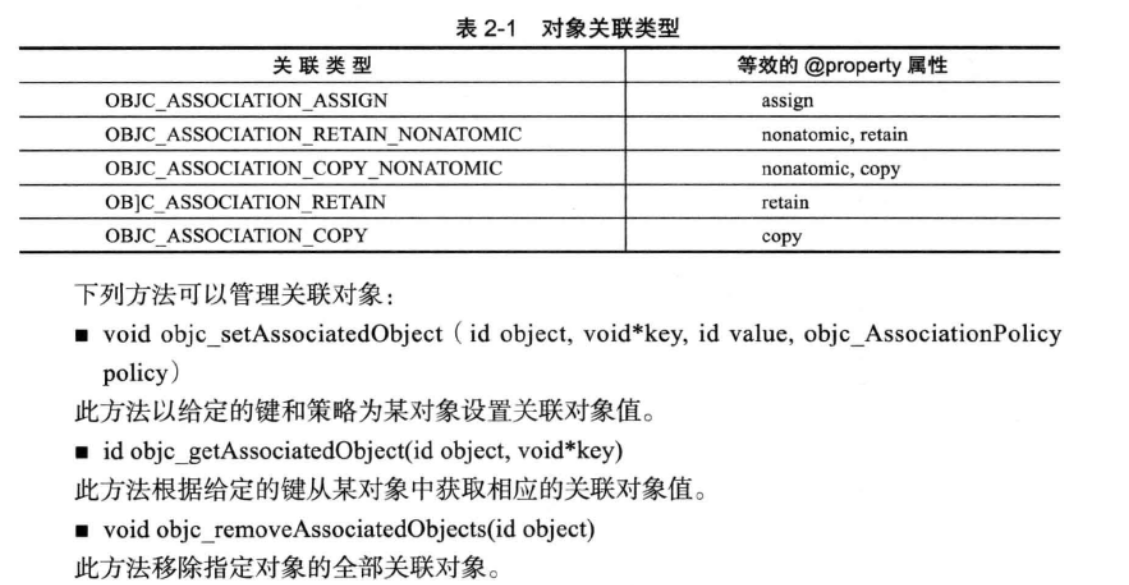 表 2-1 对象关联类型
关 联 类 型 等效的 @property 属性
OBJC_ASSOCIATION_ASSIGN assign
OBJC_ASSOCIATION_RETAIN_NONATOMIC nonatomic, retain
OBJC_ASSOCIATION_COPY_NONATOMIC nonatomic, copy
OB]C_ASSOCIATION_RETAIN retain
OBJC_ASSOCIATION_COPY copy
下列方法可以管理关联对象：
■ void objc_setAssociatedObject（id object, void*key, id value, objc_AssociationPolicy
policy）
此方法以给定的键和策略为某对象设置关联对象值。
■ id objc_getAssociatedObject(id object, void*key)
此方法根据给定的键从某对象中获取相应的关联对象值。
■ void objc_removeAssociatedObjects(id object)
此方法移除指定对象的全部关联对象。